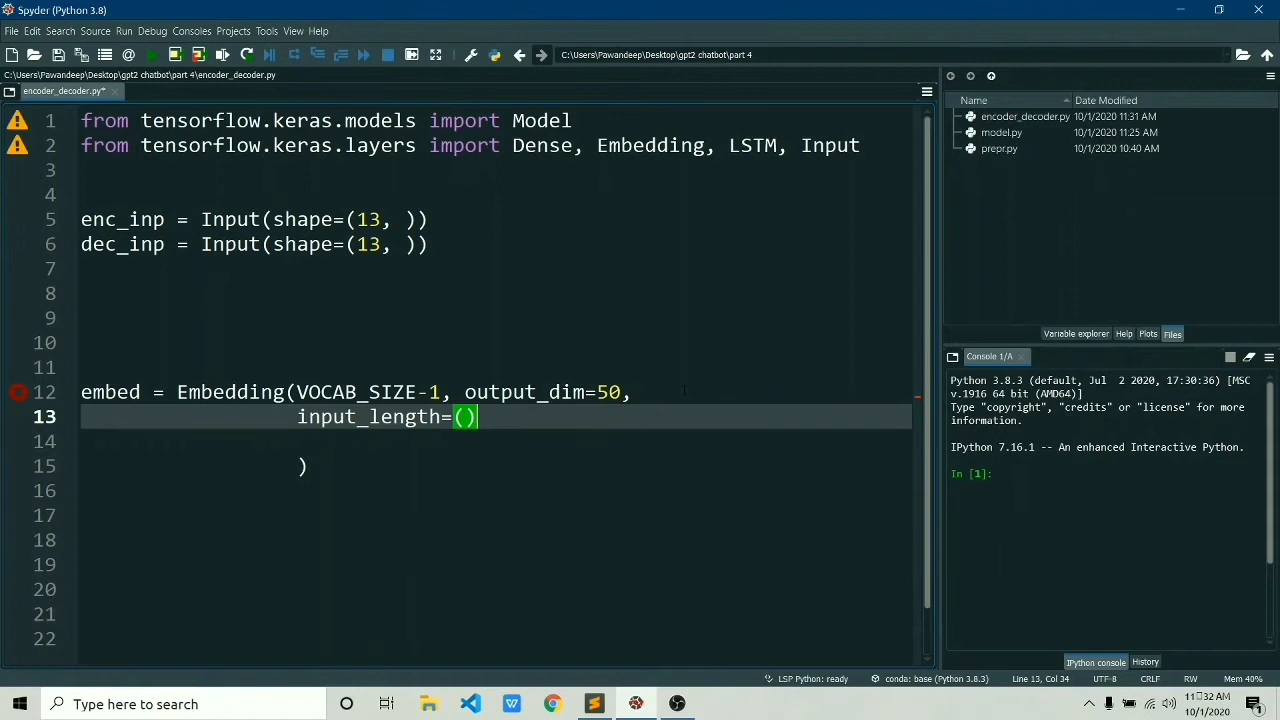 Spyder (Python 3.8)
File Edit Search Source Run Debug Consoles Projects Tools View Help
C:\Users\Pawandeep\Desktop\gpt2 chatbot\part 4
C:\Users\Pawandeep\Desktop\gpt2 chatbot\part 4\encoder_decoder.py
encoder_decoder.py*
1 from tensorflow.keras.models import Model
2 from tensorflow.keras.layers import Dense, Embedding, LSTM, Input
3
4
5 enc_inp = Input(shape=(13, ))
6 dec_inp = Input(shape=(13, ))
7
8
9
10
11
12 embed = Embedding(VOCAB_SIZE-1, output_dim=50,
13 input_length=()
14
15 )
16
17
18
19
20
21
22
Name Date Modified
encoder_decoder.py 10/1/2020 11:31 AM
model.py 10/1/2020 11:25 AM
prepr.py 10/1/2020 10:40 AM
Variable explorer Help Plots Files
Console 1/A
Python 3.8.3 (default, Jul 2 2020, 17:30:36) [MSC
v.1916 64 bit (AMD64)]
Type "copyright", "credits" or "license" for more
information.
IPython 7.16.1 -- An enhanced Interactive Python.
In [1]:
IPython console History
LSP Python: ready conda: base (Python 3.8.3) Line 13, Col 34 UTF-8 CRLF RW Mem 40%
Type here to search
10/1/2020